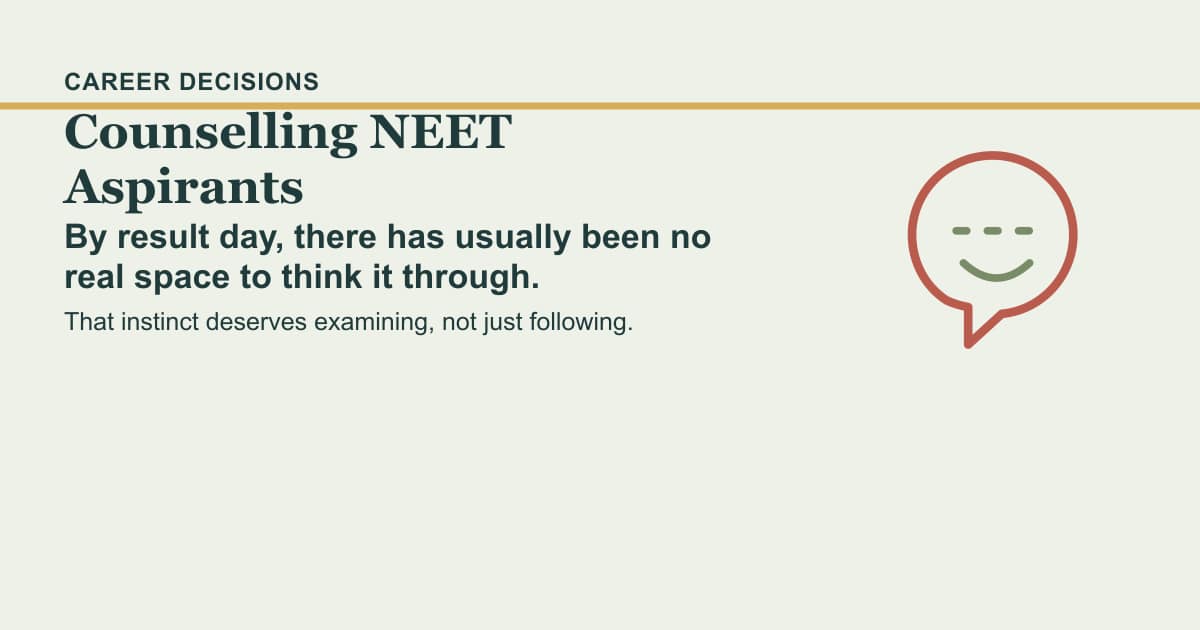 CAREER DECISIONS
Counselling NEET
Aspirants
By result day, there has usually been no
real space to think it through.
That instinct deserves examining, not just following.